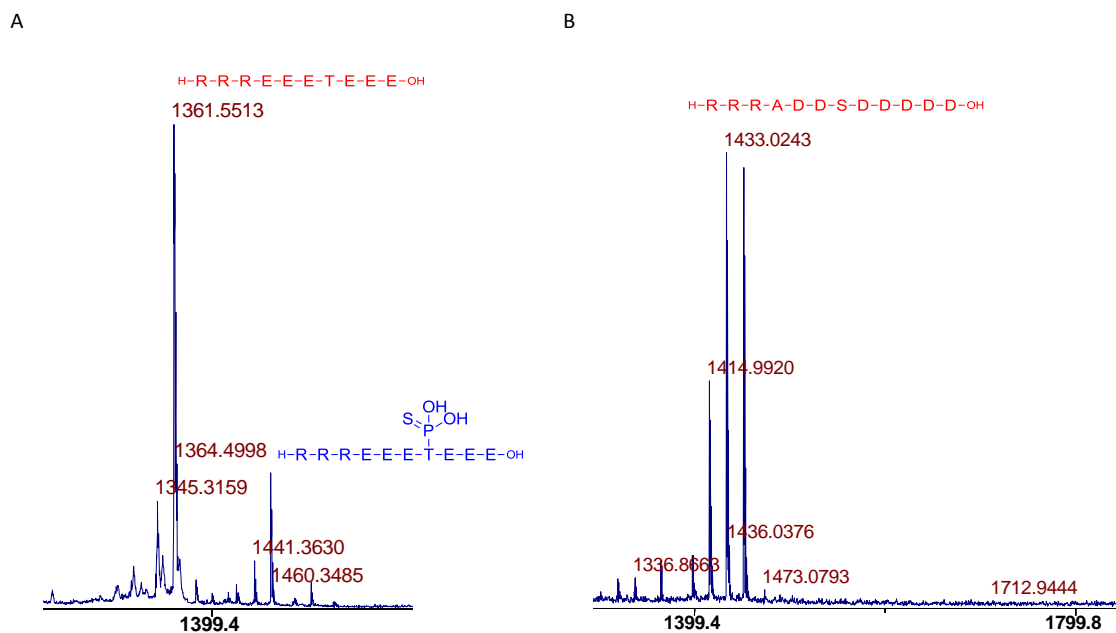 A
B
H-R-R-R-E-E-E-T-E-E-E-OH
1361.5513
H-R-R-R-A-D-D-S-D-D-D-D-D-OH
1433.0243
1414.9920
OH
S
OH
P
1364.4998
H-R-R-R-E-E-E-T-E-E-E-OH
1345.3159
1441.3630
1460.3485
1436.0376
1336.8663
1473.0793
1712.9444
1399.4
1399.4
1799.8